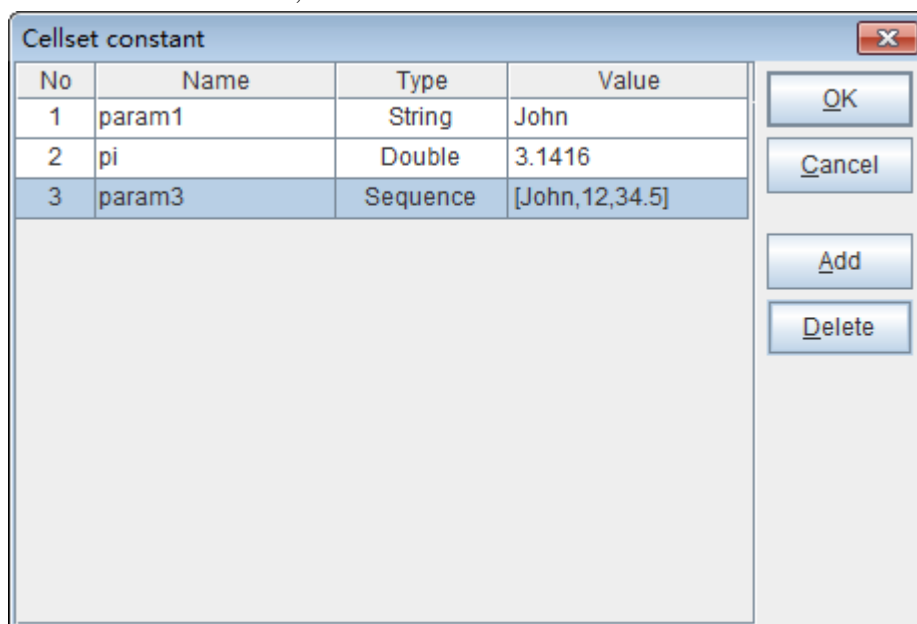 Cellset constant
No Name Type Value
1 param1 String John
2 pi Double 3.1416
3 param3 Sequence [John,12,34.5]
OK
Cancel
Add
Delete